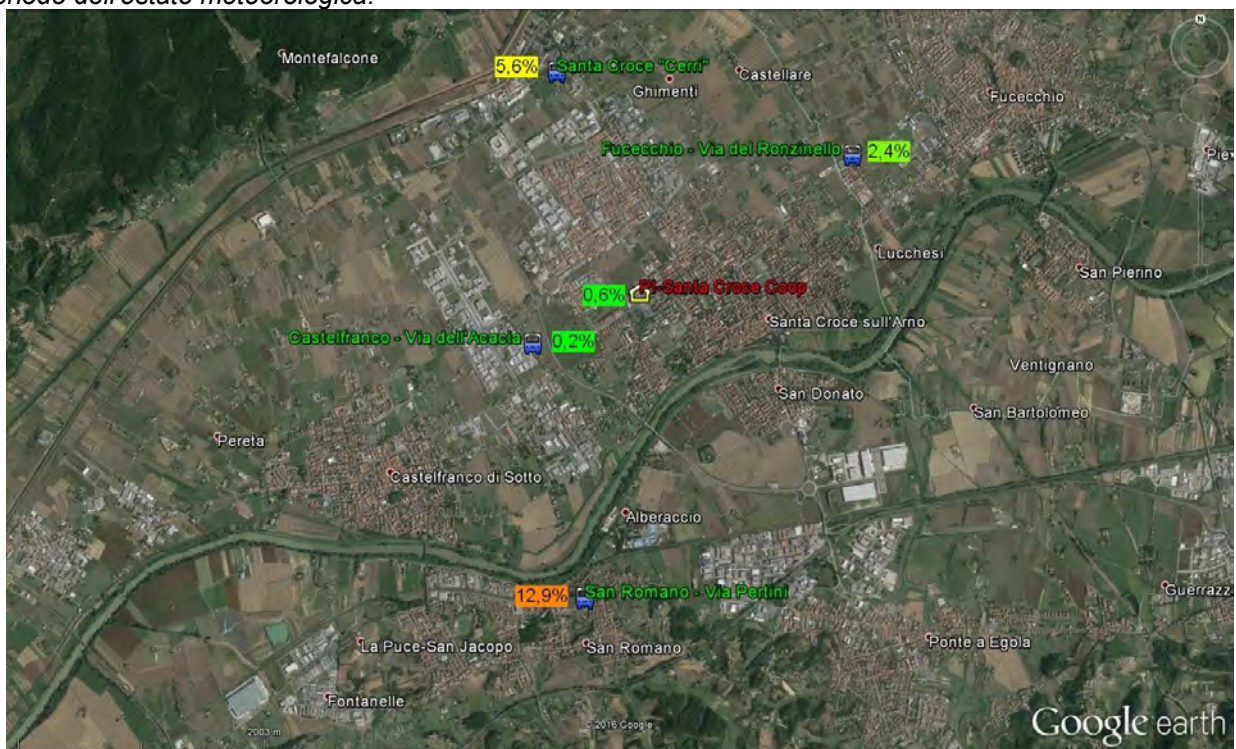 periodo dell'estate meteorologica.
N
Montefalcone
5,6%
Santa Croce "Cerri"
Castellare
Ghimenti
Fucecchio
Fucecchio - Via del Ronzinello
2,4%
Pie
Lucchesi
San Pierino
0,6%
PI-Santa Croce Coop
Santa Croce sull'Arno
Castelfranco - Via dell'Acacia
0,2%
Ventignano
San Donato
San Bartolomeo
Pereta
Castelfranco di Sotto
Alberaccio
12,9%
San Romano - Via Pertini
Guerrazz
La Puce-San Jacopo
San Romano
Ponte a Egola
Fontanelle
2003 m
© 2016 Google
Google earth